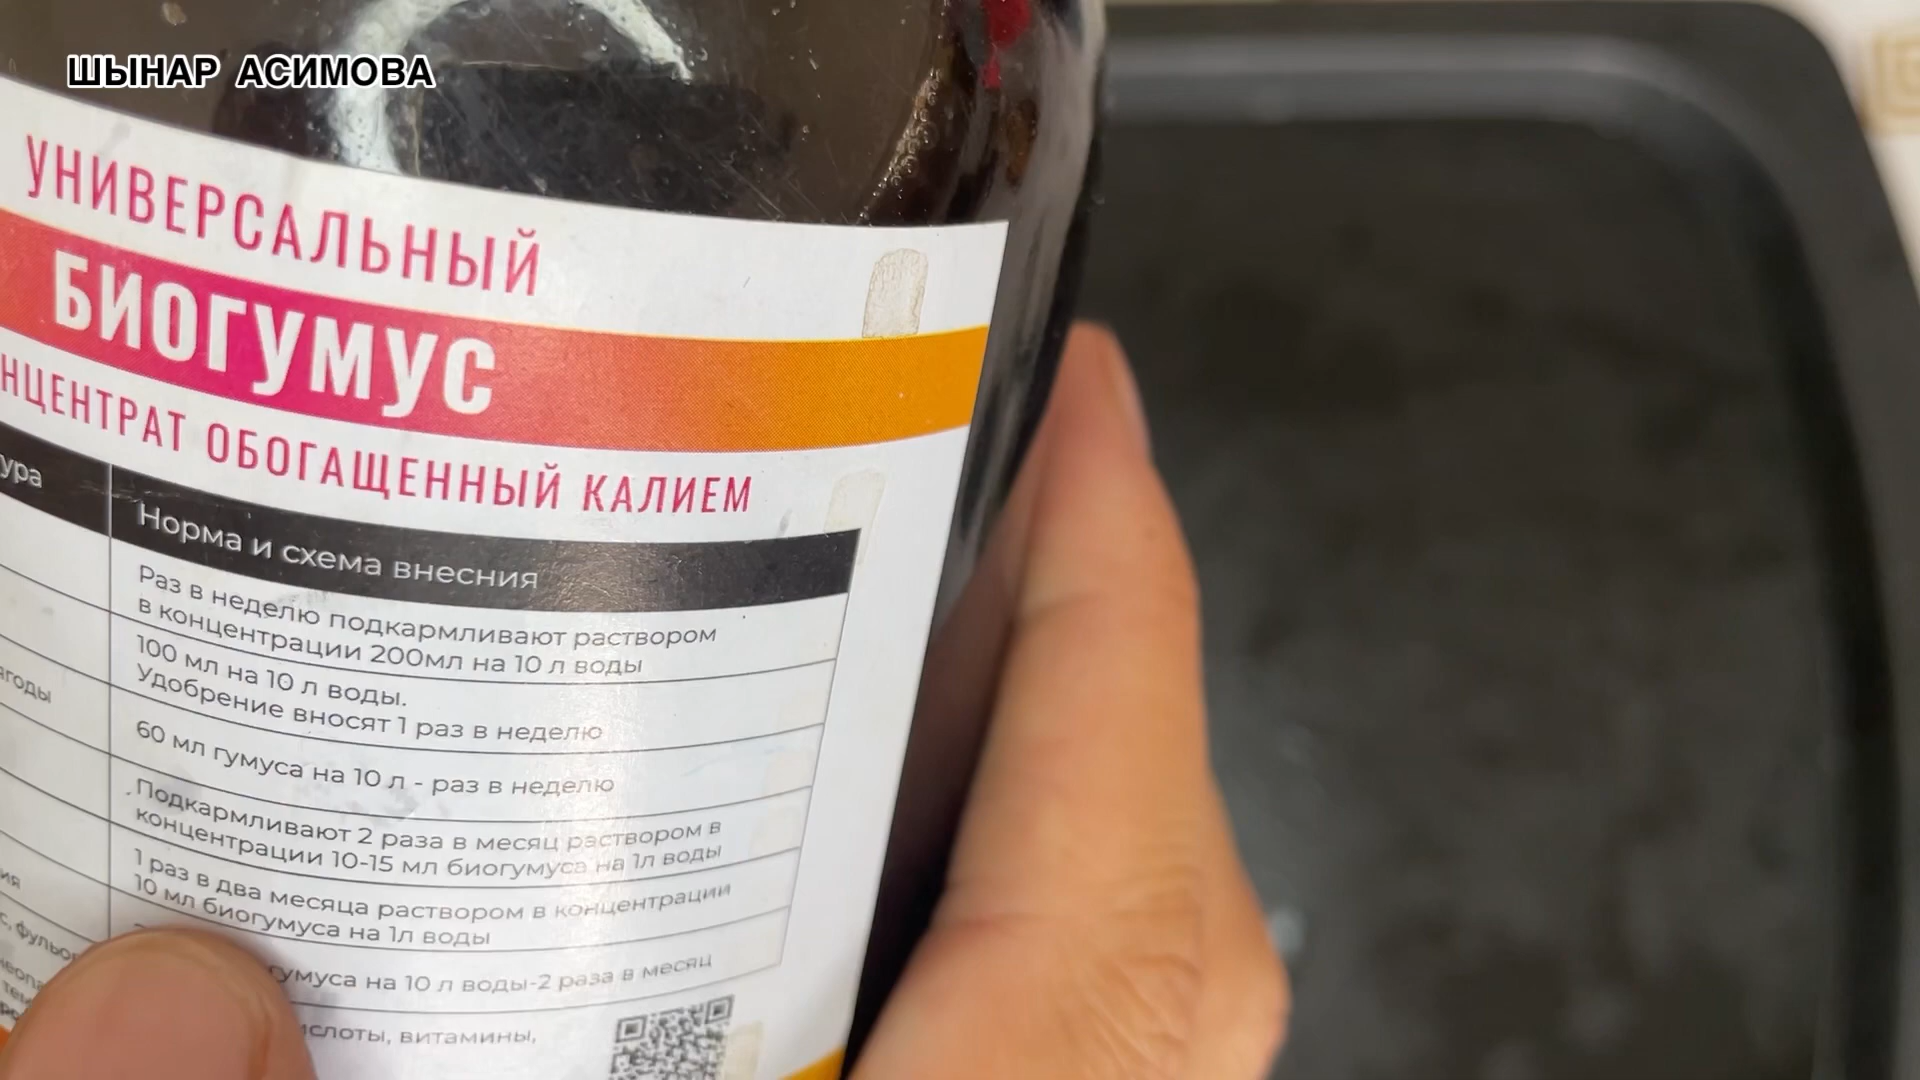 ШЫНАР АСИМОВА
УНИВЕРСАЛЬНЫЙ
БИОГУМУС
НЦЕНТРАТ ОБОГАЩЕННЫЙ КАЛИЕМ
ура
Норма и схема внесния
Раз в неделю подкармливают раствором
в концентрации 200мл на 10 л воды
100 мл на 10 л воды.
Удобрение вносят 1 раз в неделю
ягоды
60 мл гумуса на 10 л - раз в неделю
Подкармливают 2 раза в месяц раствором в
концентрации 10-15 мл биогумуса на 1л воды
1 раз в два месяца раствором в концентрации
10 мл биогумуса на 1л воды
ия
гумуса на 10 л воды-2 раза в месяц
с, фульво
ислоты, витамины,